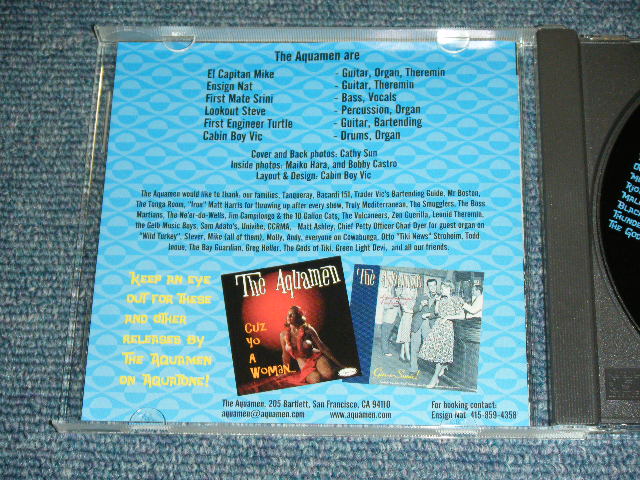 The Aquamen are
El Capitan Mike - Guitar, Organ, Theremin
Ensign Nat - Guitar, Theremin
First Mate Srini - Bass, Vocals
Lookout Steve - Percussion, Organ
First Engineer Turtle - Guitar, Bartending
Cabin Boy Vic - Drums, Organ
Cover and Back photos: Cathy Sun
Inside photos: Maiko Hara, and Bobby Castro
Layout & Design: Cabin Boy Vic
The Aquamen would like to thank: our families, Tanqueray, Bacardi 151, Trader Vic's Bartending Guide, Mr Boston,
The Tonga Room, "Iron" Matt Harris for throwing up after every show, Truly Mediterranean, The Smugglers, The Boss
Martians, The Ne'er-do-Wells, Jim Campilongo & the 10 Gallon Cats, The Vulcaneers, Zen Guerilla, Leonid Theremin,
the Gelb Music Boys, Sam Adato's, Univibe, CCRMA, Matt Ashley, Chief Petty Officer Chad Dyer for guest organ on
"Wild Turkey", Stever, Mike (all of them), Molly, Andy, everyone on Cowabunga, Otto "Tiki News" Stroheim, Todd
Inoue, The Bay Guardian, Greg Heller, The Gods of Tiki, Green Light Devi, and all our friends.
Keep an eye
out for these
and other
releases by
The Aquamen
on Aquatone!
The Aquamen
Cuz
Yo
A
Woman
The Aquamen
The Aquamen, 205 Bartlett, San Francisco, CA 94110
aquamen@aquamen.com www.aquamen.com
For booking contact:
Ensign Nat 415-859-4358